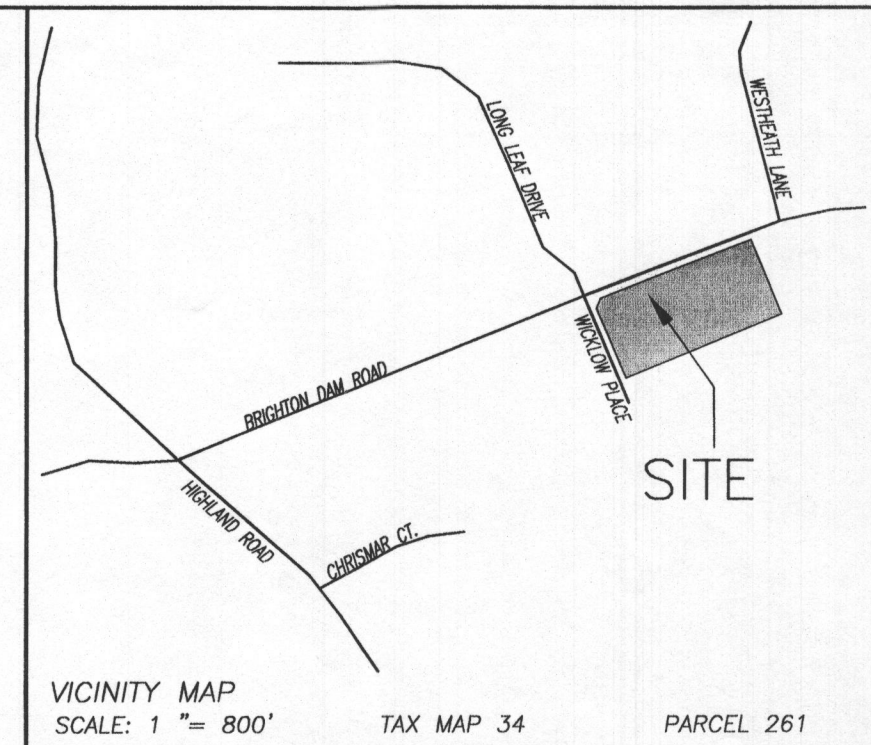 LONG LEAF DRIVE
WESTHEATH LANE
WICKLOW PLACE
BRIGHTON DAM ROAD
SITE
HIGHLAND ROAD
CHRISMAR CT.
VICINITY MAP
SCALE: 1 "= 800' TAX MAP 34 PARCEL 261